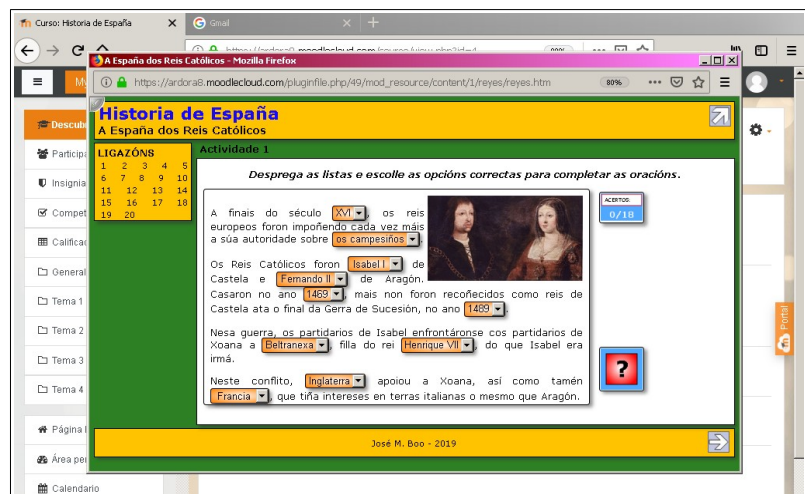 Curso: Historia de España
Gmail
A España dos Reis Católicos - Mozilla Firefox
https://ardora8.moodlecloud.com/pluginfile.php/49/mod_resource/content/1/reyes/reyes.htm
80%
Historia de España
A España dos Reis Católicos
LIGAZÓNS
1 2 3 4 5
6 7 8 9 10
11 12 13 14
15 16 17 18
19 20
Actividade 1
Desprega as listas e escolle as opcións correctas para completar as oracións.
A finais do século XVI, os reis
europeos foron impoñendo cada vez máis
a súa autoridade sobre os campesiños.
Os Reis Católicos foron Isabel I de
Castela e Fernando II de Aragón.
Casaron no ano 1469, mais non foron recoñecidos como reis de
Castela ata o final da Gerra de Sucesión, no ano 1469.
Nesa guerra, os partidarios de Isabel enfrontáronse cos partidarios de
Xoana a Beltranexa, filla do rei Henrique VII, do que Isabel era
irmá.
Neste conflito, Inglaterra apoiou a Xoana, así como tamén
Francia, que tiña intereses en terras italianas o mesmo que Aragón.
ACERTOS:
0/18
?
José M. Boo - 2019
Descub
Participa
Insignia
Compet
Calificac
General
Tema 1
Tema 2
Tema 3
Tema 4
Página I
Área per
Calendario
Portal